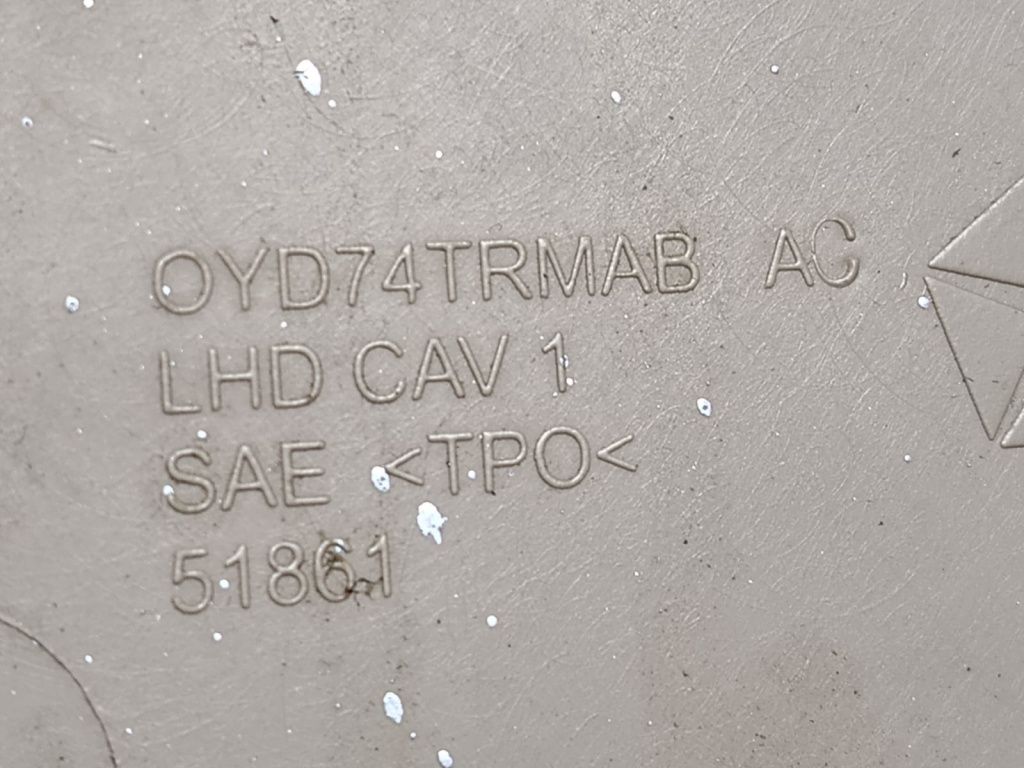 OYD74TRMAB AC
LHD CAV 1
SAE <TPO<
51861